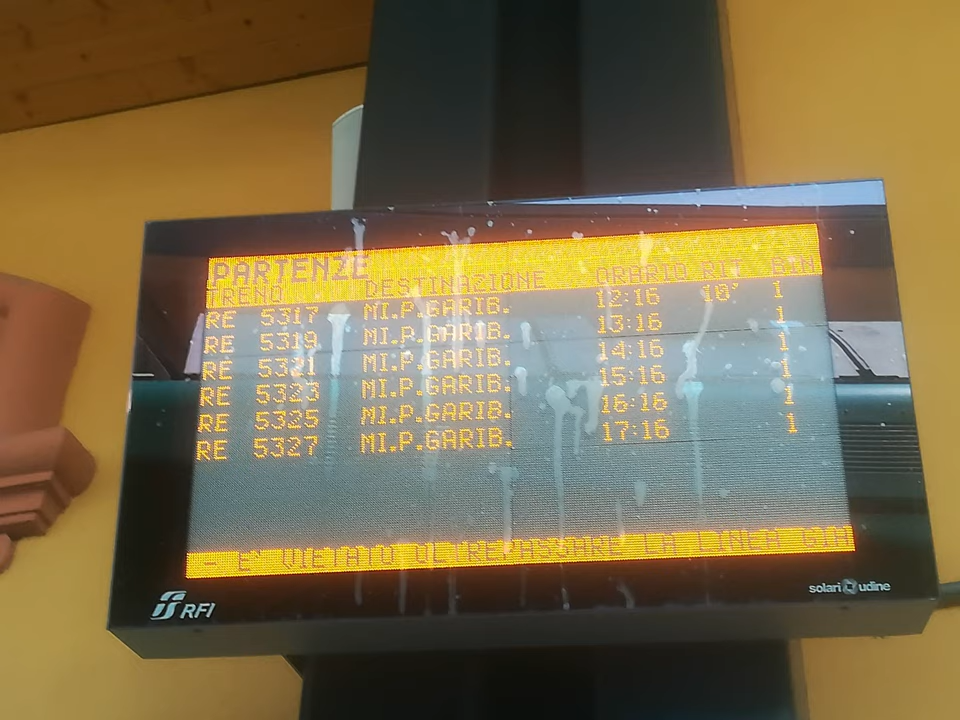 PARTENZE
TRENO DESTINAZIONE ORARIO RIT BIN
RE 5317 MI.P.GARIB. 12:16 10' 1
RE 5319 MI.P.GARIB. 13:16 1
RE 5321 MI.P.GARIB. 14:16 1
RE 5323 MI.P.GARIB. 15:16 1
RE 5325 MI.P.GARIB. 16:16 1
RE 5327 MI.P.GARIB. 17:16 1
- E' VIETATO OLTREPASSARE LA LINEA GIA
RFI
solari udine